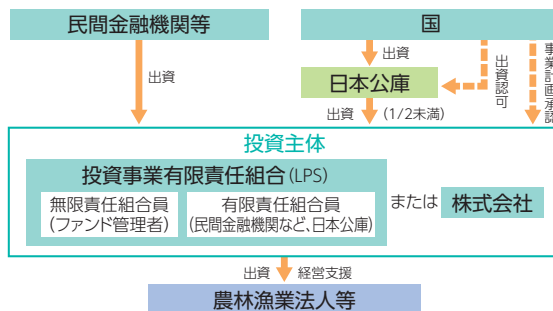 民間金融機関等
国
出資
出資
出資認可
事業計画承認
日本公庫
出資 (1/2未満)
投資主体
投資事業有限責任組合(LPS)
無限責任組合員
(ファンド管理者)
有限責任組合員
(民間金融機関など、日本公庫)
または
株式会社
出資 経営支援
農林漁業法人等